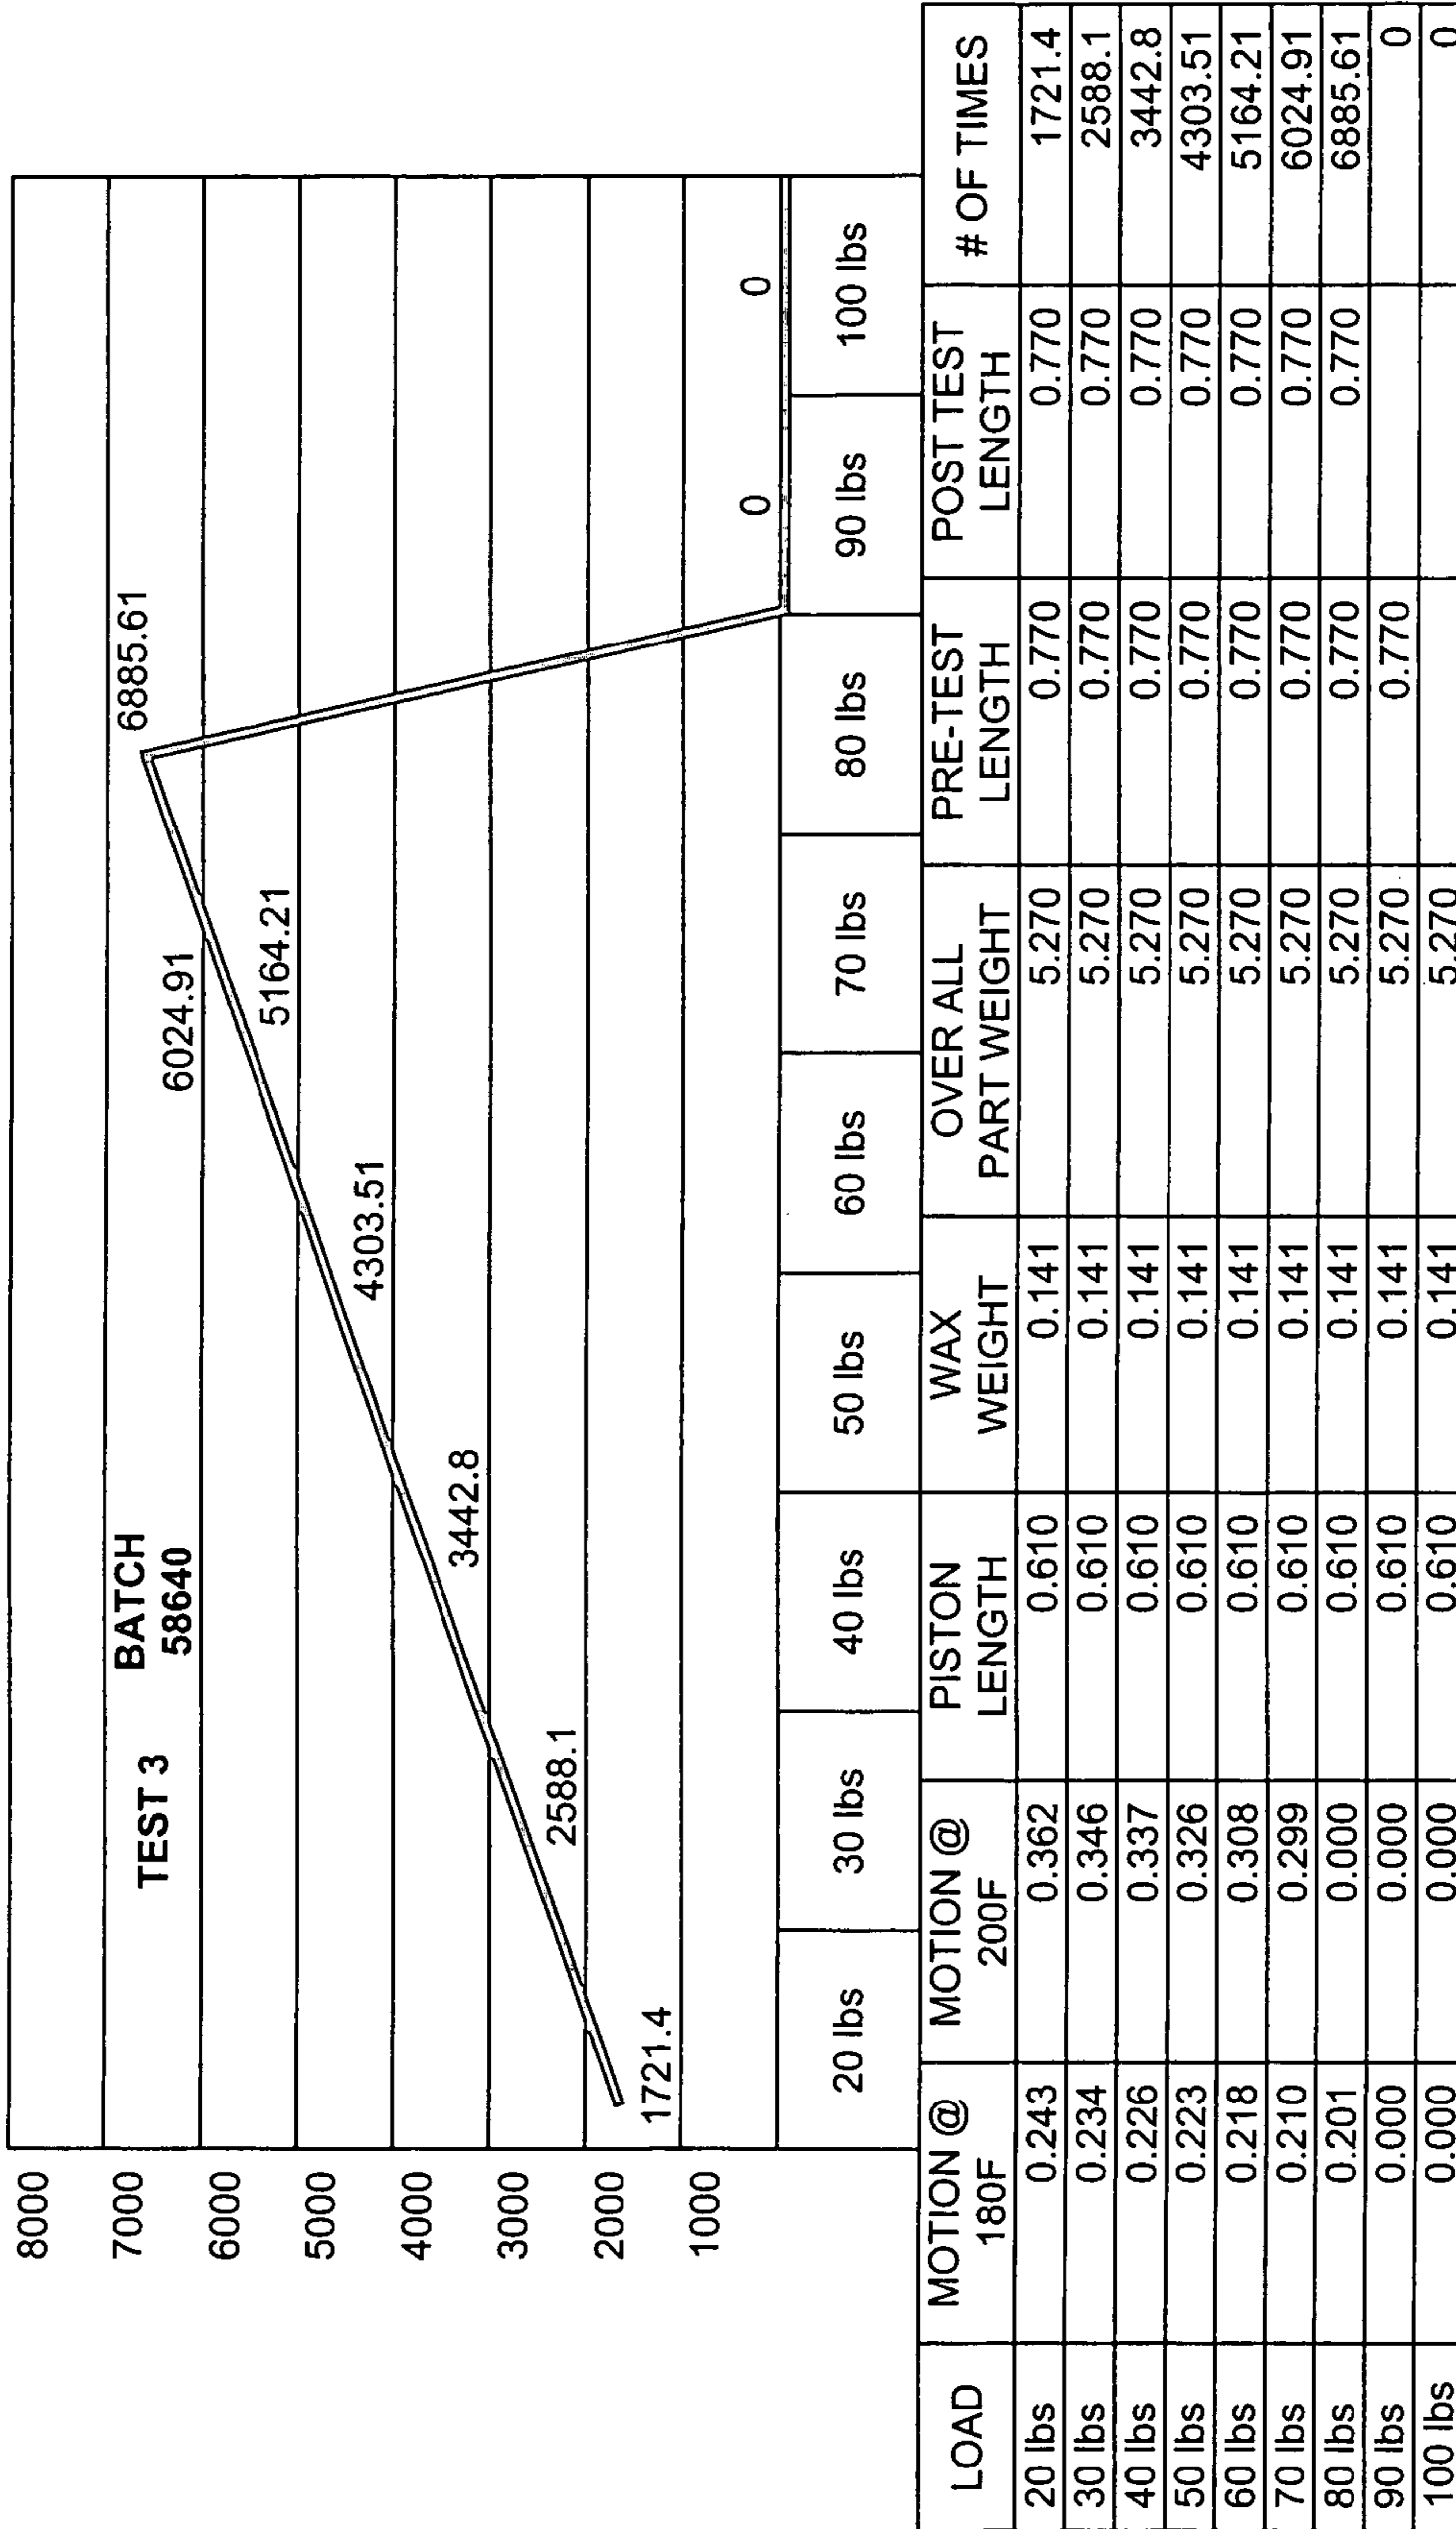 8000
7000
6000
5000
4000
3000
2000
1000
TEST 3
BATCH
58640
1721.4
2588.1
3442.8
4303.51
5164.21
6024.91
6885.61
0
0
20 lbs 30 lbs 40 lbs 50 lbs 60 lbs 70 lbs 80 lbs 90 lbs 100 lbs
LOAD MOTION @ 180F MOTION @ 200F PISTON LENGTH WAX WEIGHT OVER ALL PART WEIGHT PRE-TEST LENGTH POST TEST LENGTH # OF TIMES
20 lbs 0.243 0.362 0.610 0.141 5.270 0.770 0.770 1721.4
30 lbs 0.234 0.346 0.610 0.141 5.270 0.770 0.770 2588.1
40 lbs 0.226 0.337 0.610 0.141 5.270 0.770 0.770 3442.8
50 lbs 0.223 0.326 0.610 0.141 5.270 0.770 0.770 4303.51
60 lbs 0.218 0.308 0.610 0.141 5.270 0.770 0.770 5164.21
70 lbs 0.210 0.299 0.610 0.141 5.270 0.770 0.770 6024.91
80 lbs 0.201 0.000 0.610 0.141 5.270 0.770 0.770 6885.61
90 lbs 0.000 0.000 0.610 0.141 5.270 0.770 0
100 lbs 0.000 0.000 0.610 0.141 5.270 0